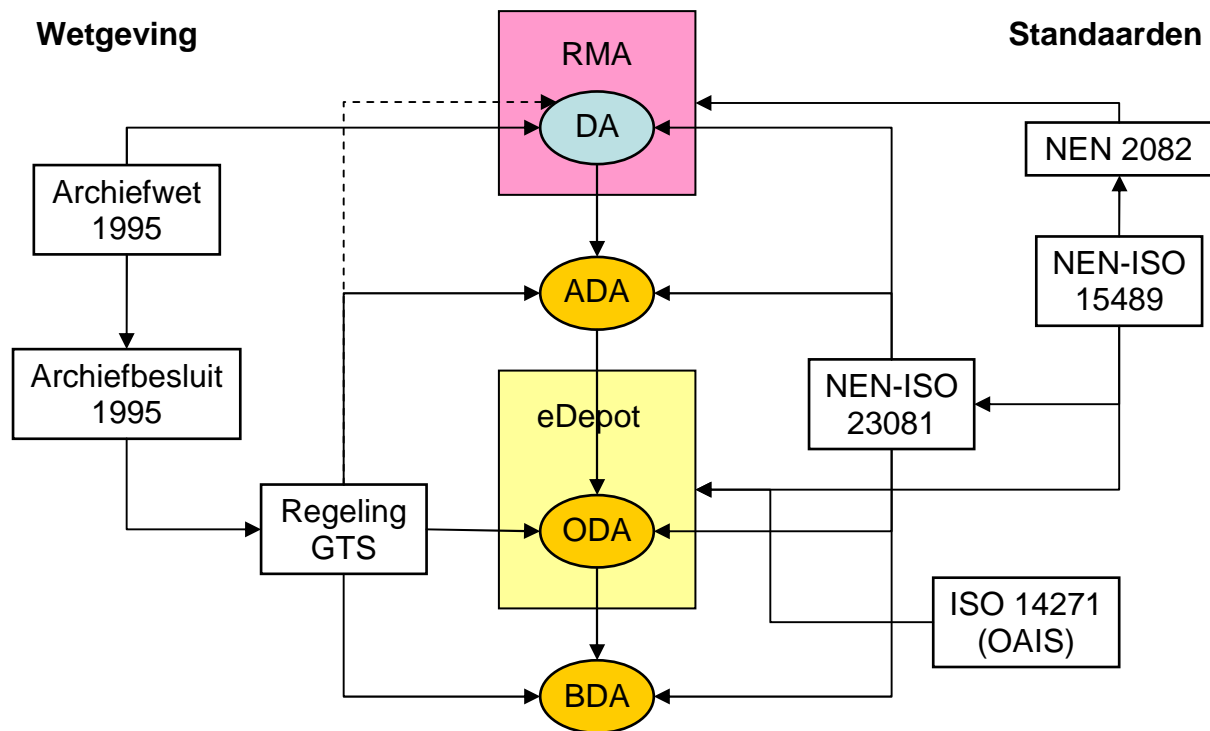 Wetgeving
Standaarden
RMA
DA
NEN 2082
Archiefwet
1995
NEN-ISO
15489
ADA
Archiefbesluit
1995
NEN-ISO
23081
eDepot
Regeling
GTS
ODA
ISO 14271
(OAIS)
BDA